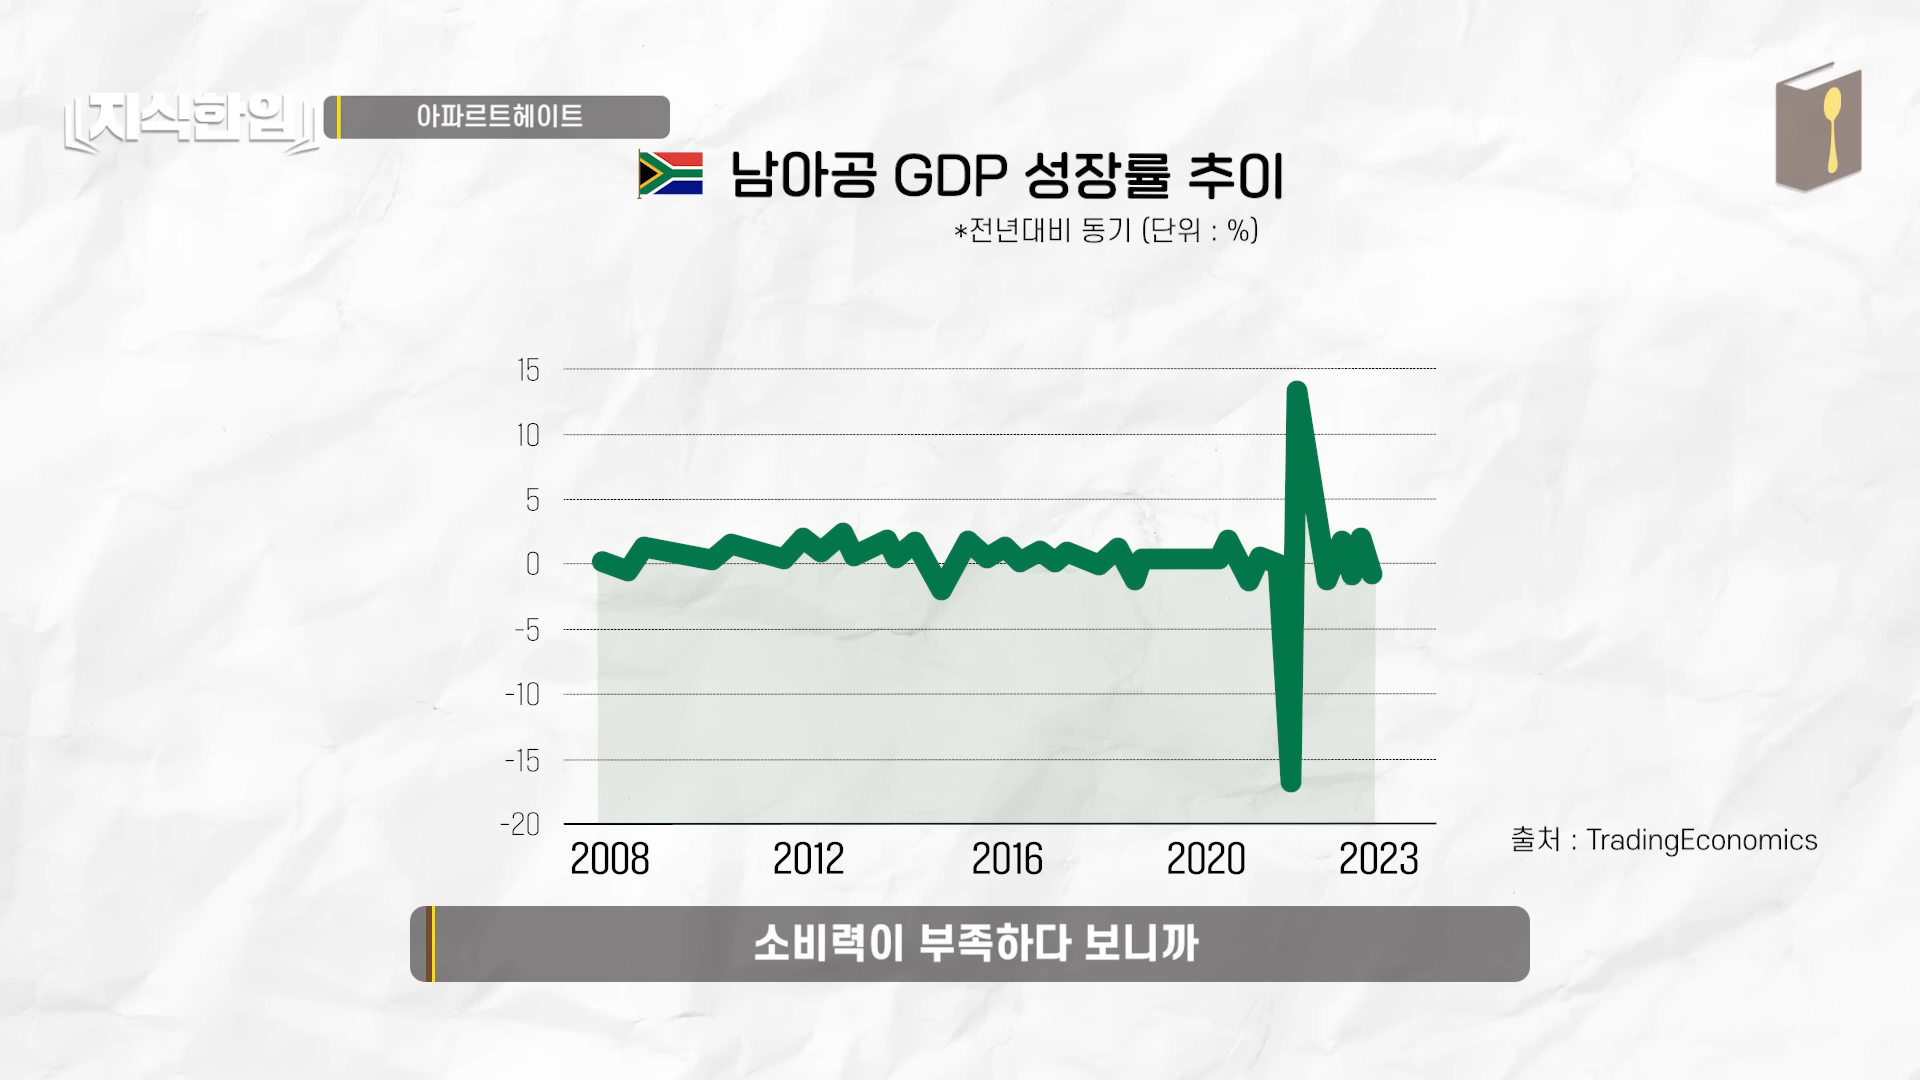 지식한입
아파르트헤이트
남아공 GDP 성장률 추이
*전년대비 동기 (단위 : %)
15
10
5
0
-5
-10
-15
-20
2008 2012 2016 2020 2023
출처 : TradingEconomics
소비력이 부족하다 보니까